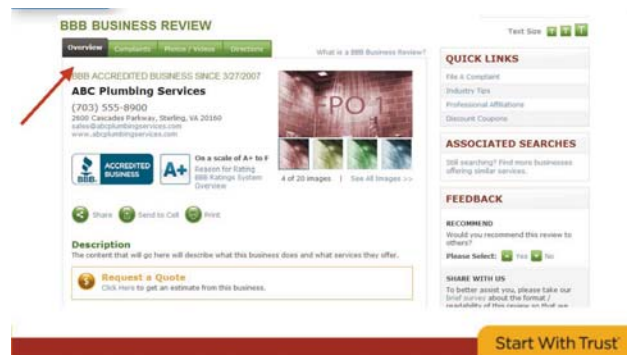 BBB BUSINESS REVIEW
Text Size T T T
Overview Complaints Photos / Videos Directions
What is a BBB Business Review?
BBB ACCREDITED BUSINESS SINCE 3/27/2007
ABC Plumbing Services
(703) 555-8900
2600 Cascades Parkway, Sterling, VA 20160
sales@abcplumbingservices.com
www.abcplumbingservices.com
FPO 1
BBB.
ACCREDITED
BUSINESS
A+
On a scale of A+ to F
Reason for Rating
BBB Ratings System
Overview
4 of 20 images | See All Images >>
Share Send to Cell Print
Description
The content that will go here will describe what this business does and what services they offer.
Request a Quote
Click Here to get an estimate from this business.
QUICK LINKS
File A Complaint
Industry Tips
Professional Affiliations
Discount Coupons
ASSOCIATED SEARCHES
Still searching? Find more businesses
offering similar services.
FEEDBACK
RECOMMEND
Would you recommend this review to
others?
Please Select: Yes No
SHARE WITH US
To better assist you, please take our
brief survey about the format /
readability of this review so that we
Start With Trust